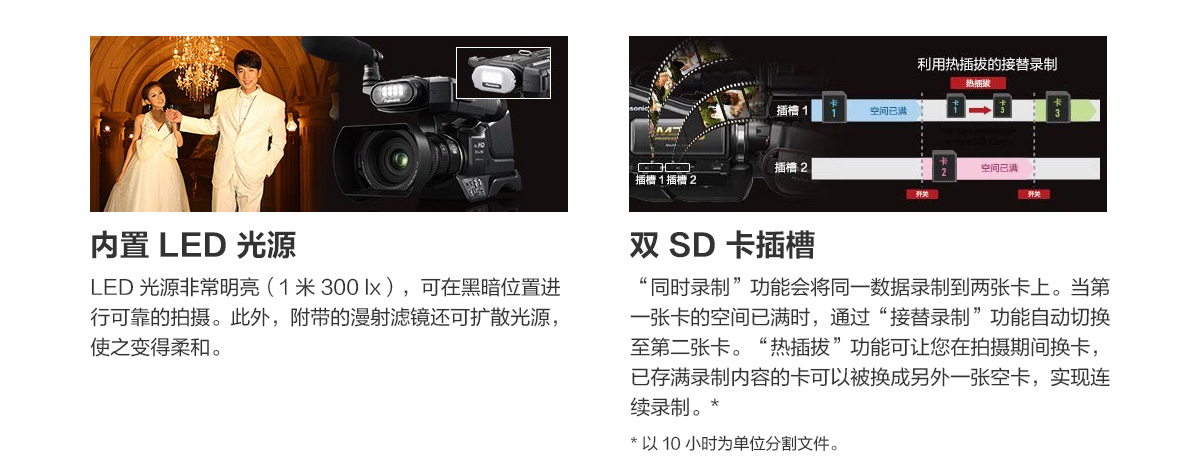 Panasonic
内置 LED 光源
LED 光源非常明亮（1 米 300 lx），可在黑暗位置进
行可靠的拍摄。此外，附带的漫射滤镜还可扩散光源，
使之变得柔和。
利用热插拔的接替录制
热插拔
插槽 1
卡
1
空间已满
卡
1
卡
3
卡
3
插槽 2
卡
2
空间已满
开关
开关
插槽 1 插槽 2
双 SD 卡插槽
“同时录制”功能会将同一数据录制到两张卡上。当第
一张卡的空间已满时，通过“接替录制”功能自动切换
至第二张卡。“热插拔”功能可让您在拍摄期间换卡，
已存满录制内容的卡可以被换成另外一张空卡，实现连
续录制。*
* 以 10 小时为单位分割文件。